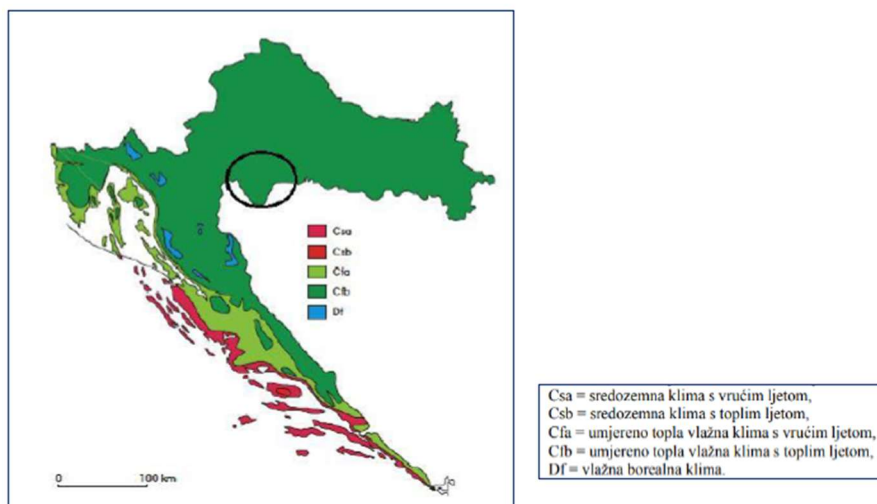 Csa
Csb
Čfa
Cfb
Df
0 100 km
Csa = sredozemna klima s vrućim ljetom,
Csb = sredozemna klima s toplim ljetom,
Cfa = umjereno topla vlažna klima s vrućim ljetom,
Cfb = umjereno topla vlažna klima s toplim ljetom,
Df = vlažna borealna klima.